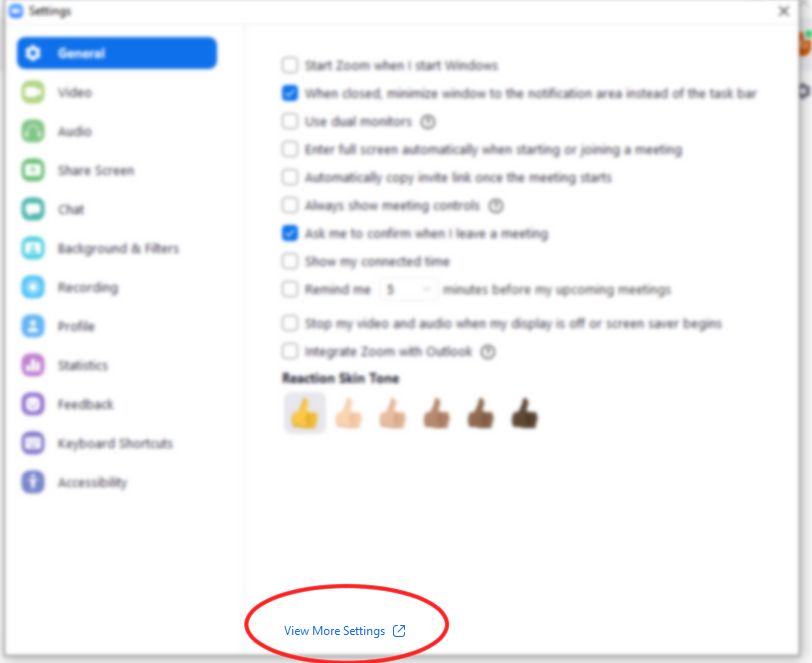 Settings
General
Video
Audio
Share Screen
Chat
Background & Filters
Recording
Profile
Statistics
Feedback
Keyboard Shortcuts
Accessibility
Start Zoom when I start Windows
When closed, minimize window to the notification area instead of the task bar
Use dual monitors
Enter full screen automatically when starting or joining a meeting
Automatically copy invite link once the meeting starts
Always show meeting controls
Ask me to confirm when I leave a meeting
Show my connected time
Remind me 5 minutes before my upcoming meetings
Stop my video and audio when my display is off or screen saver begins
Integrate Zoom with Outlook
Reaction Skin Tone
View More Settings